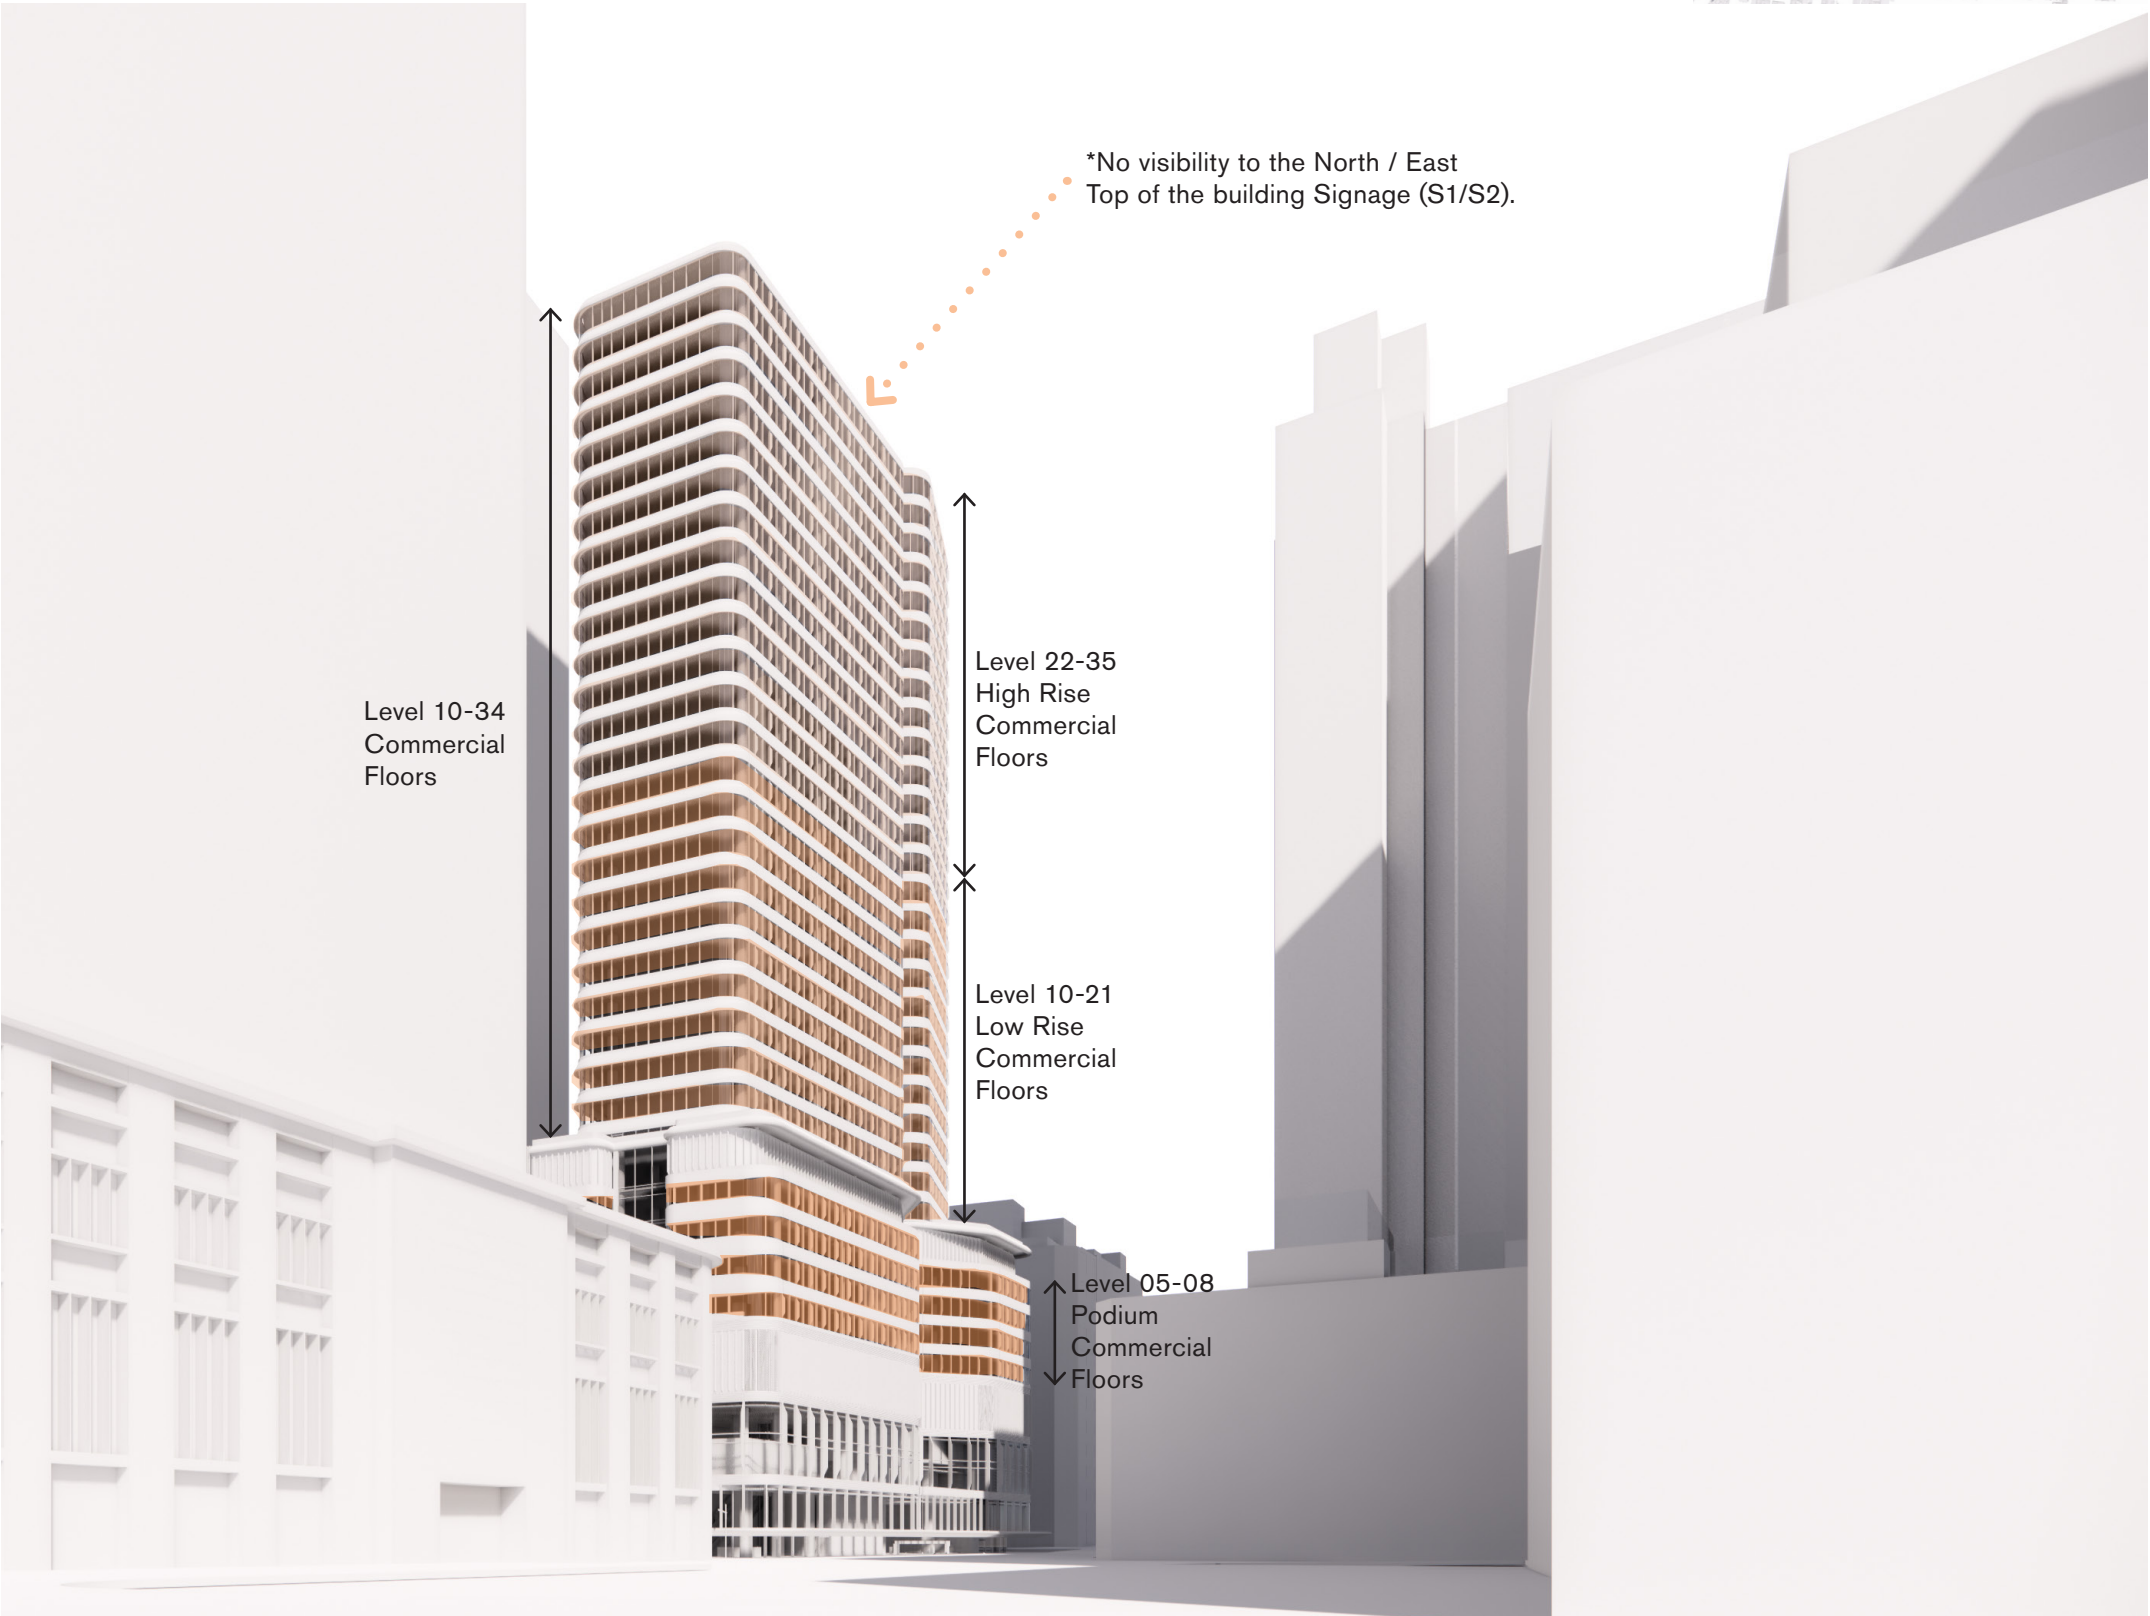 *No visibility to the North / East
Top of the building Signage (S1/S2).
Level 22-35
High Rise
Commercial
Floors
Level 10-34
Commercial
Floors
Level 10-21
Low Rise
Commercial
Floors
Level 05-08
Podium
Commercial
Floors